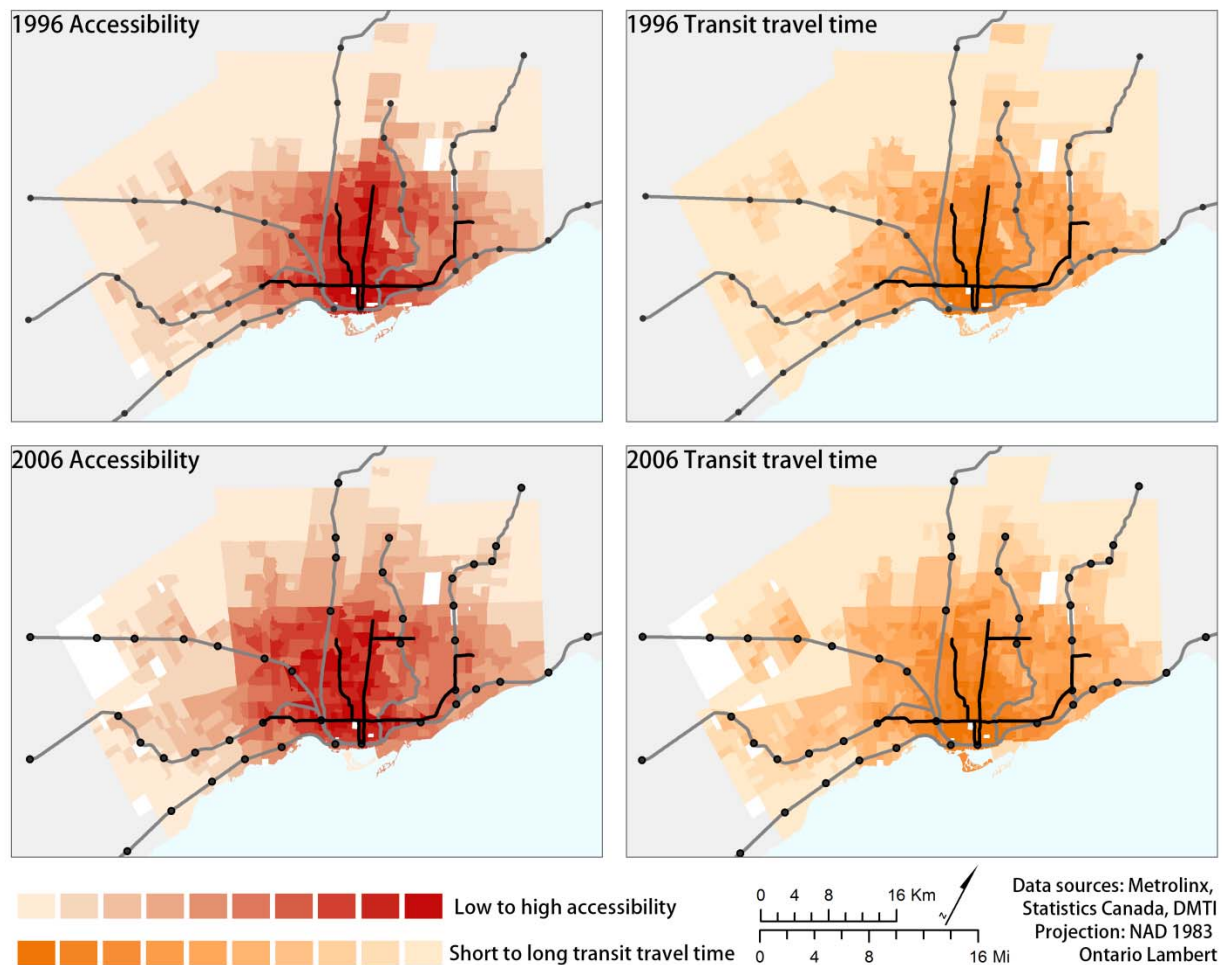 1996 Accessibility
1996 Transit travel time
2006 Accessibility
2006 Transit travel time
Low to high accessibility
Short to long transit travel time
0 4 8 16 Km
0 4 8 16 Mi
N
Data sources: Metrolinx,
Statistics Canada, DMTI
Projection: NAD 1983
Ontario Lambert